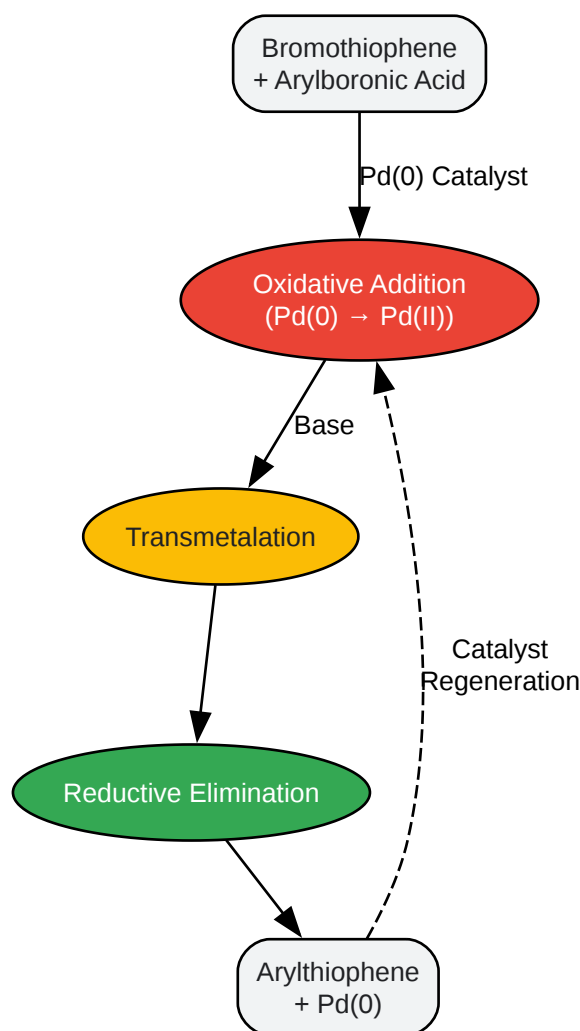 Bromothiophene
+ Arylboronic Acid
Pd(0) Catalyst
Oxidative Addition
(Pd(0) → Pd(II))
Base
Transmetalation
Catalyst
Regeneration
Reductive Elimination
Arylthiophene
+ Pd(0)